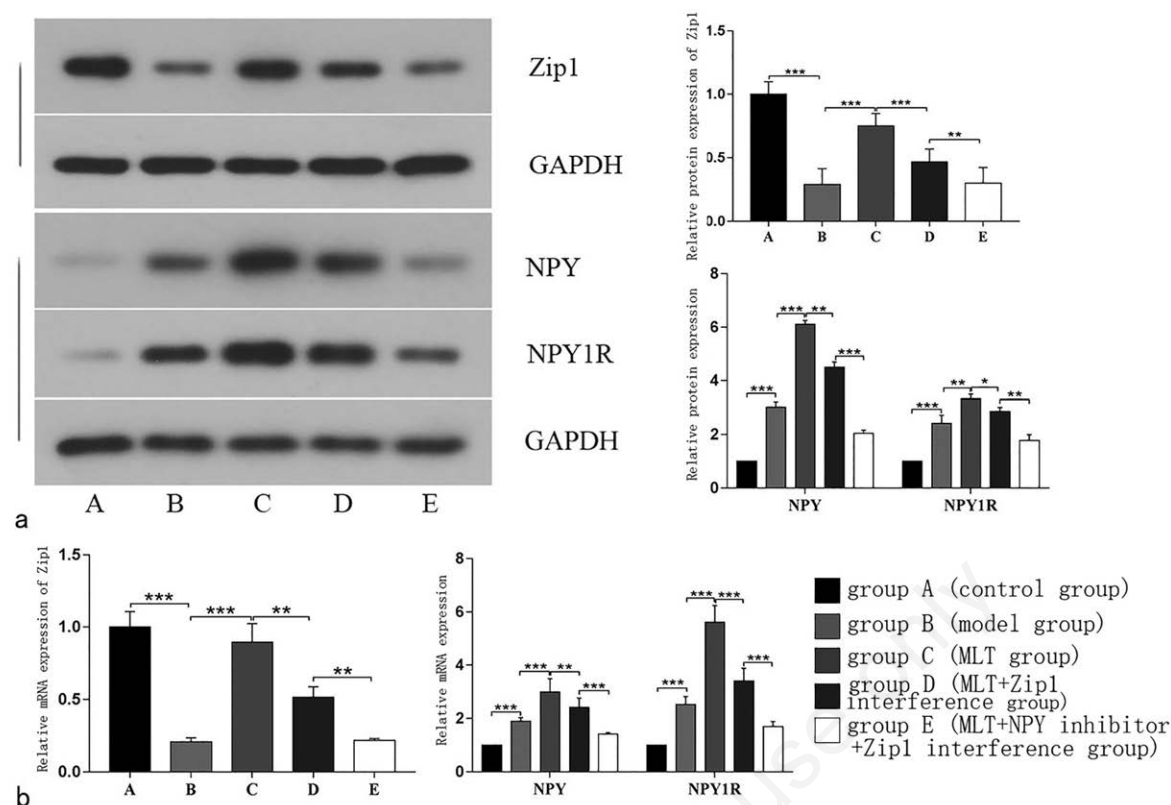 Zip1
GAPDH
NPY
NPY1R
GAPDH
A B C D E
a
Relative protein expression of Zip1
1.5
1.0
0.5
0.0
*** *** *** **
A B C D E
Relative protein expression
8
6
4
2
0
*** *** ** ***
*** ** * **
NPY NPY1R
b
Relative mRNA expression of Zip1
1.5
1.0
0.5
0.0
*** *** ** **
A B C D E
Relative mRNA expression
8
6
4
2
0
*** *** ** ***
*** *** *** ***
NPY NPY1R
group A (control group)
group B (model group)
group C (MLT group)
group D (MLT+Zip1
interference group)
group E (MLT+NPY inhibitor
+Zip1 interference group)
use only